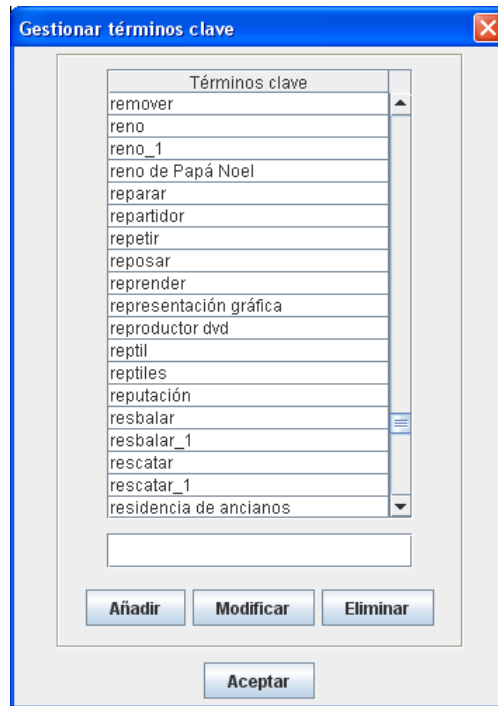 Gestionar términos clave
Términos clave
remover
reno
reno_1
reno de Papá Noel
reparar
repartidor
repetir
reposar
reprender
representación gráfica
reproductor dvd
reptil
reptiles
reputación
resbalar
resbalar_1
rescatar
rescatar_1
residencia de ancianos
Añadir Modificar Eliminar
Aceptar